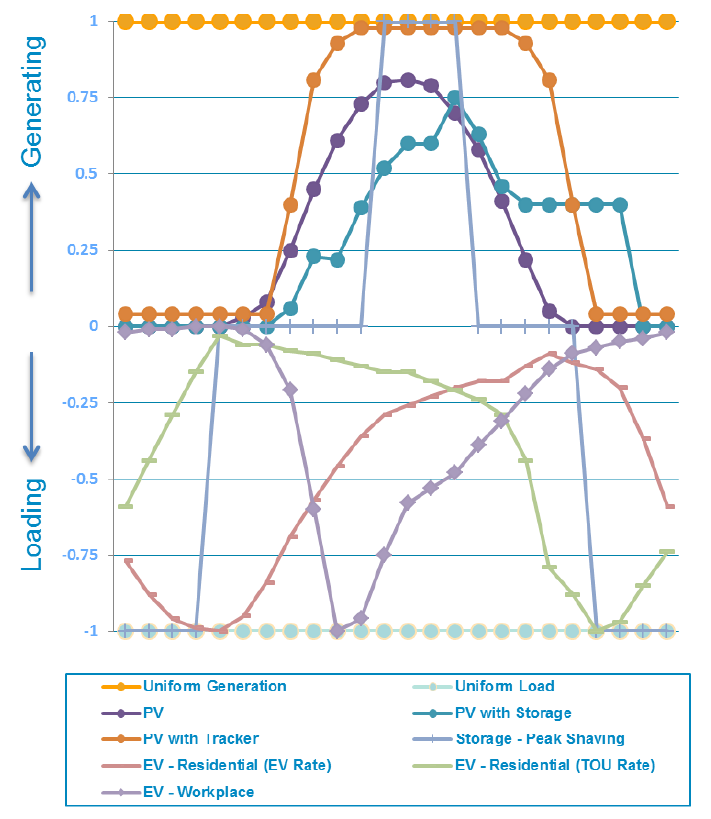 Generating
Loading
1
0.75
0.5
0.25
0
-0.25
-0.5
-0.75
-1
Uniform Generation
Uniform Load
PV
PV with Storage
PV with Tracker
Storage - Peak Shaving
EV - Residential (EV Rate)
EV - Residential (TOU Rate)
EV - Workplace